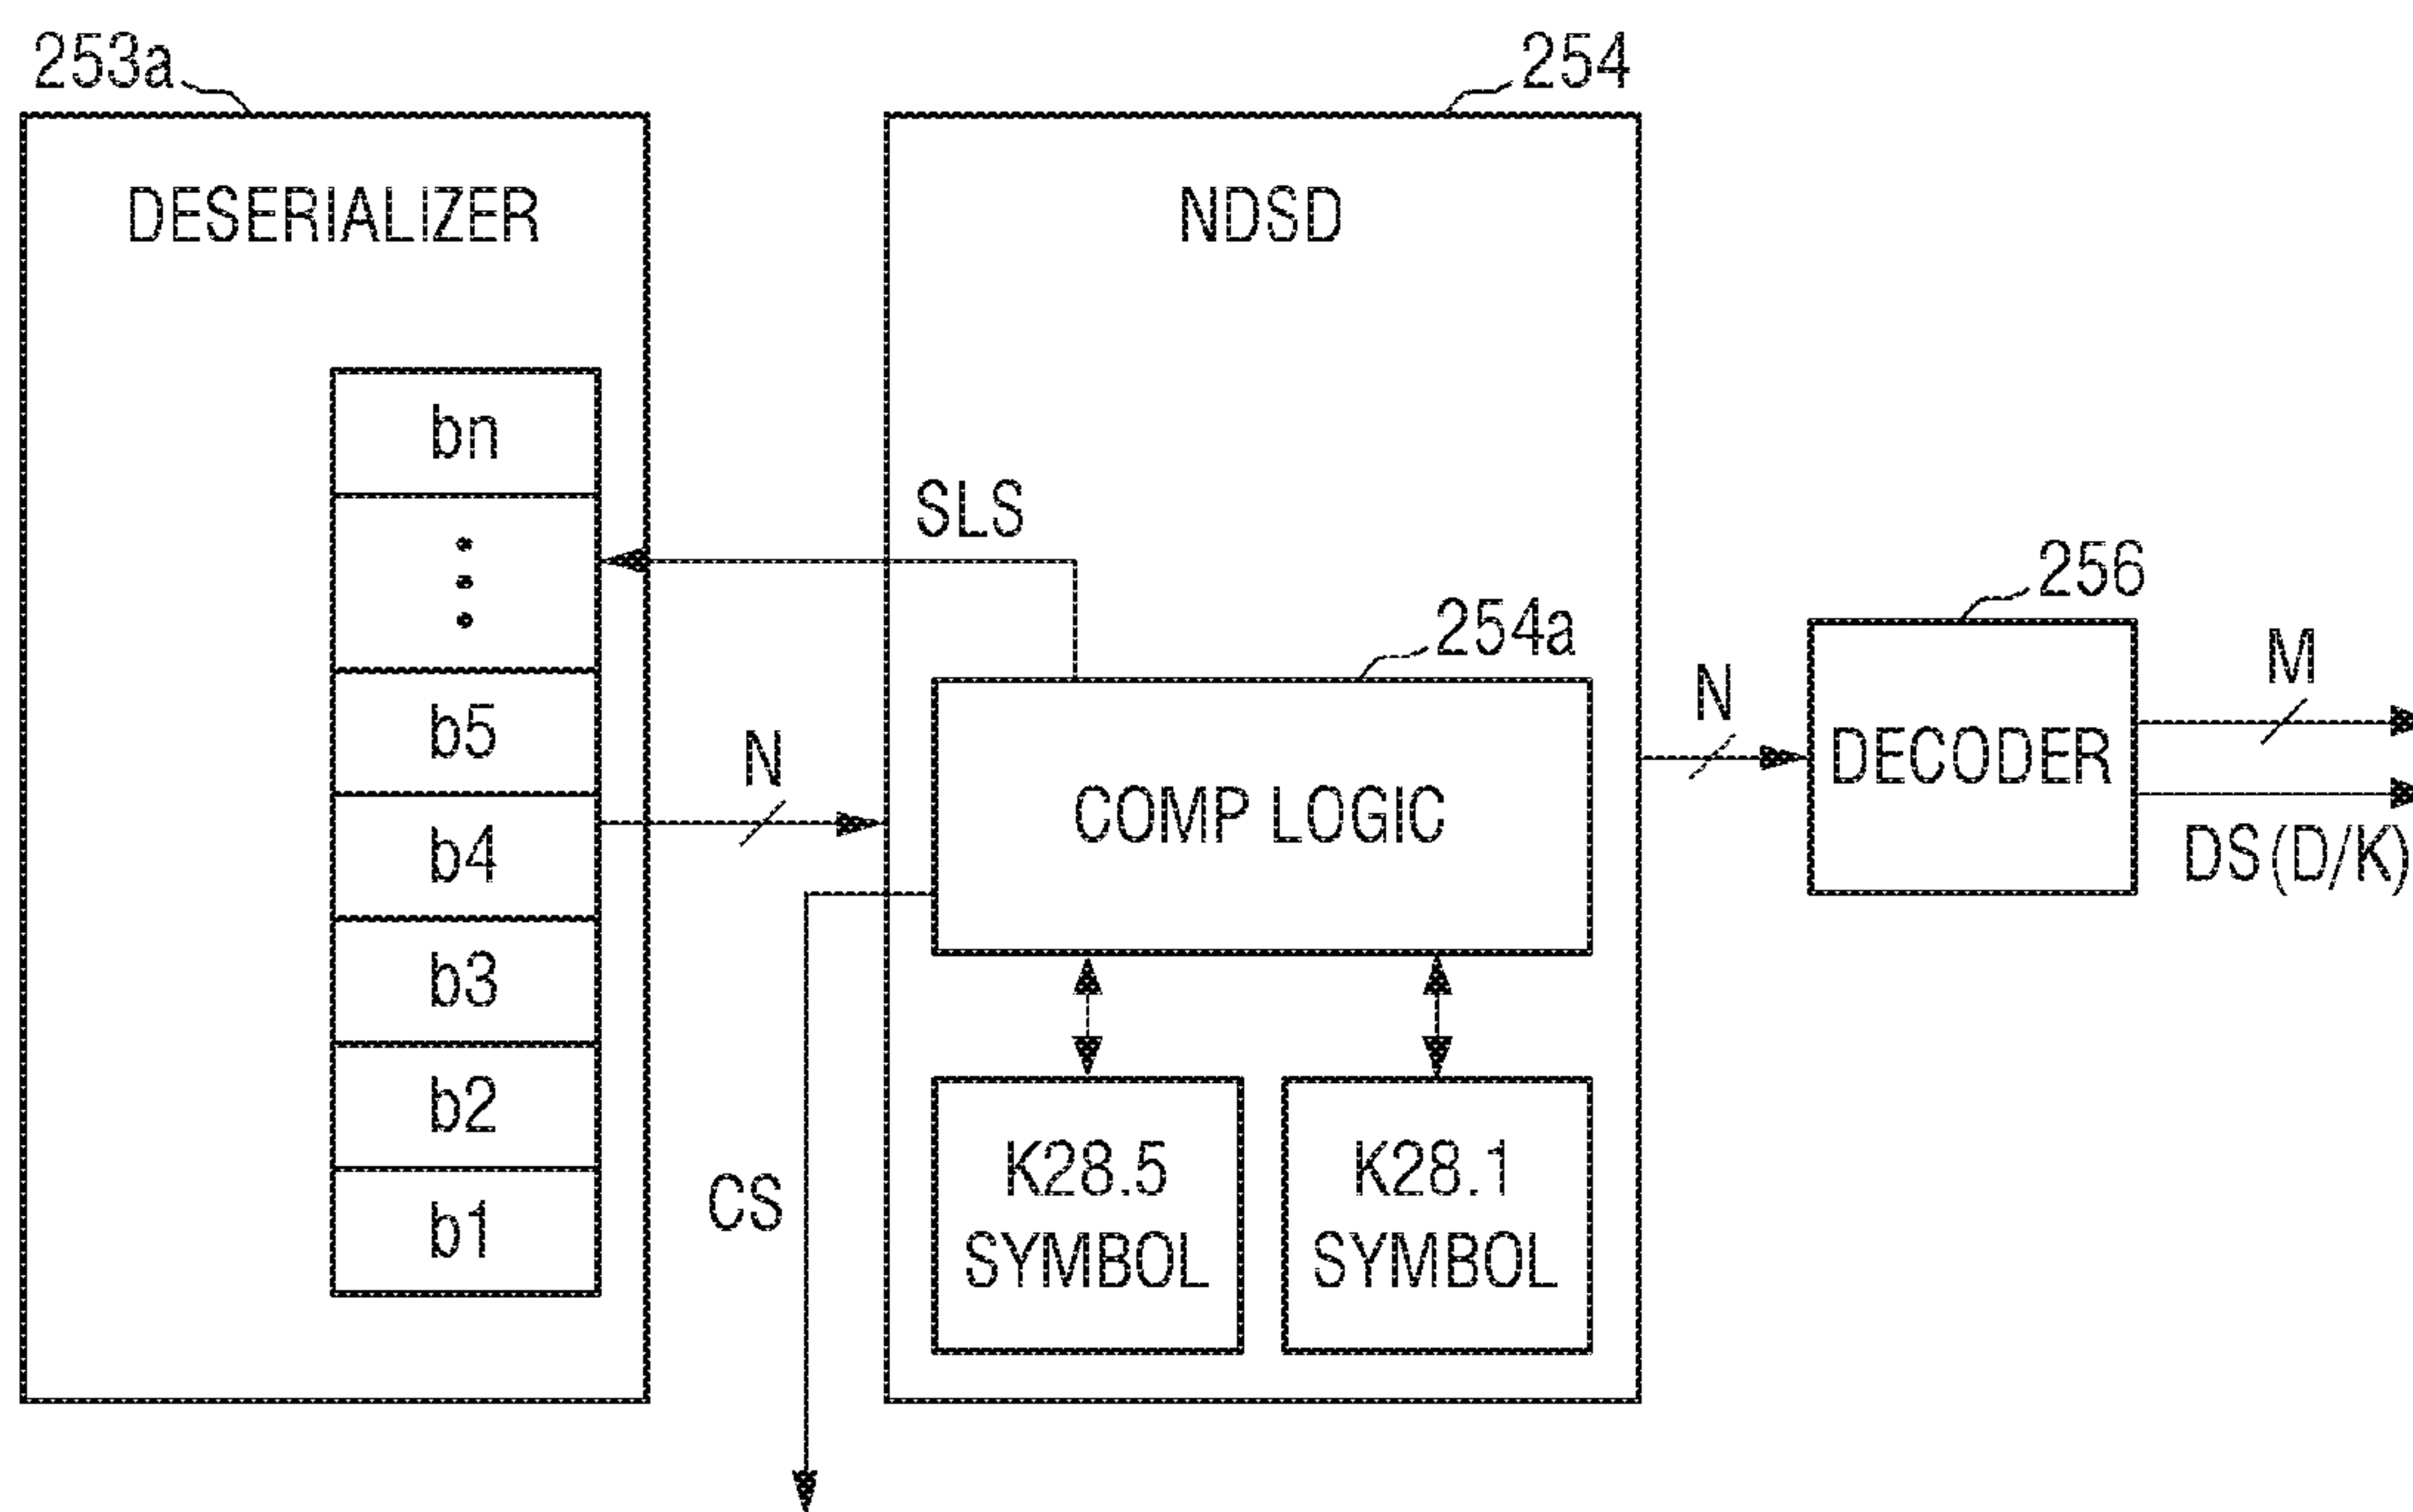 253a
254
DESERIALIZER
NDSD
bn
SLS
256
254a
M
N
b5
N
DECODER
COMP LOGIC
b4
DS(D/K)
b3
b2
K28.5
SYMBOL
K28.1
SYMBOL
CS
b1